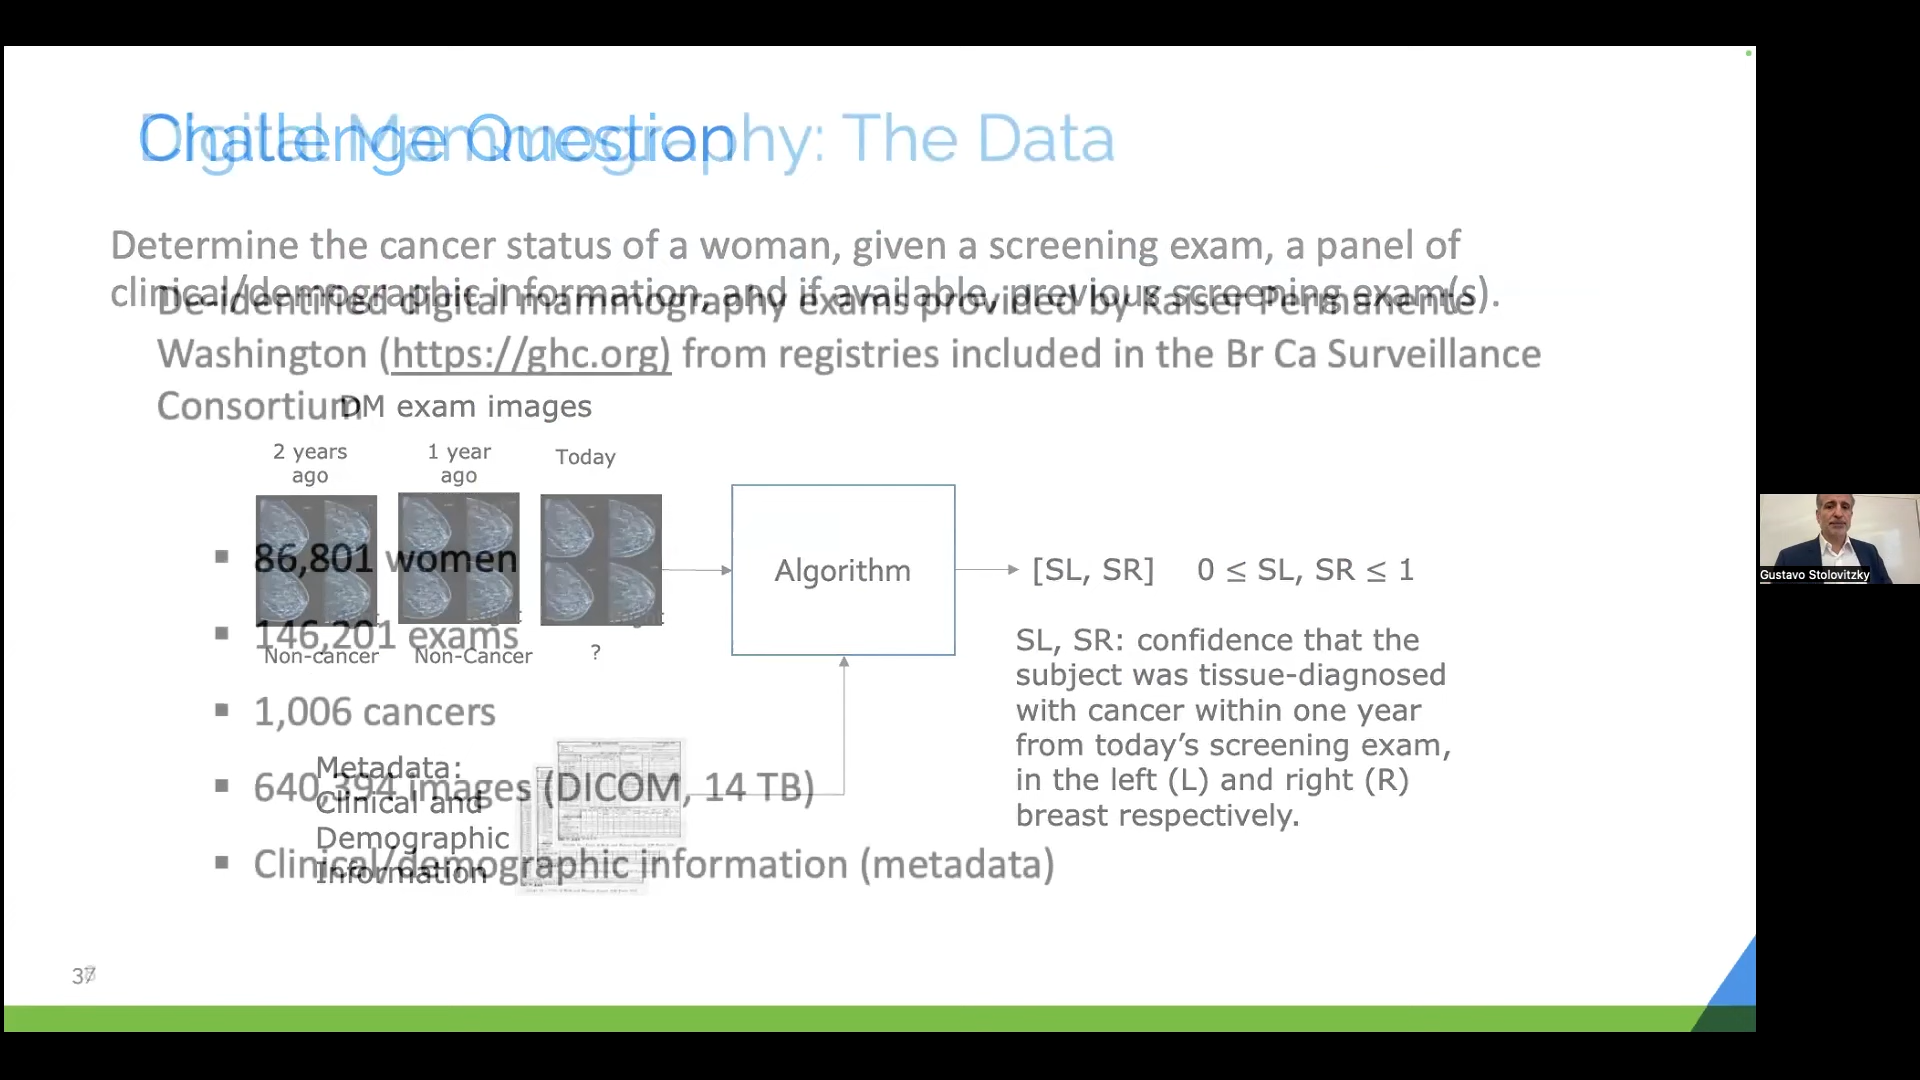 Challenge Question
Digital Mammography: The Data
Determine the cancer status of a woman, given a screening exam, a panel of
clinical/demographic information, and if available, previous screening exam(s).
De-identified digital mammography exams provided by Kaiser Permanente
Washington (https://ghc.org) from registries included in the Br Ca Surveillance
Consortium
DM exam images
2 years
ago
1 year
ago
Today
▪ 86,801 women
▪ 146,201 exams
Non-cancer
Non-Cancer
?
▪ 1,006 cancers
▪ 640,394 images (DICOM, 14 TB)
▪ Clinical/demographic information (metadata)
Metadata:
Clinical and
Demographic
Information
Algorithm
[SL, SR] 0 ≤ SL, SR ≤ 1
SL, SR: confidence that the
subject was tissue-diagnosed
with cancer within one year
from today’s screening exam,
in the left (L) and right (R)
breast respectively.
Gustavo Stolovitzky